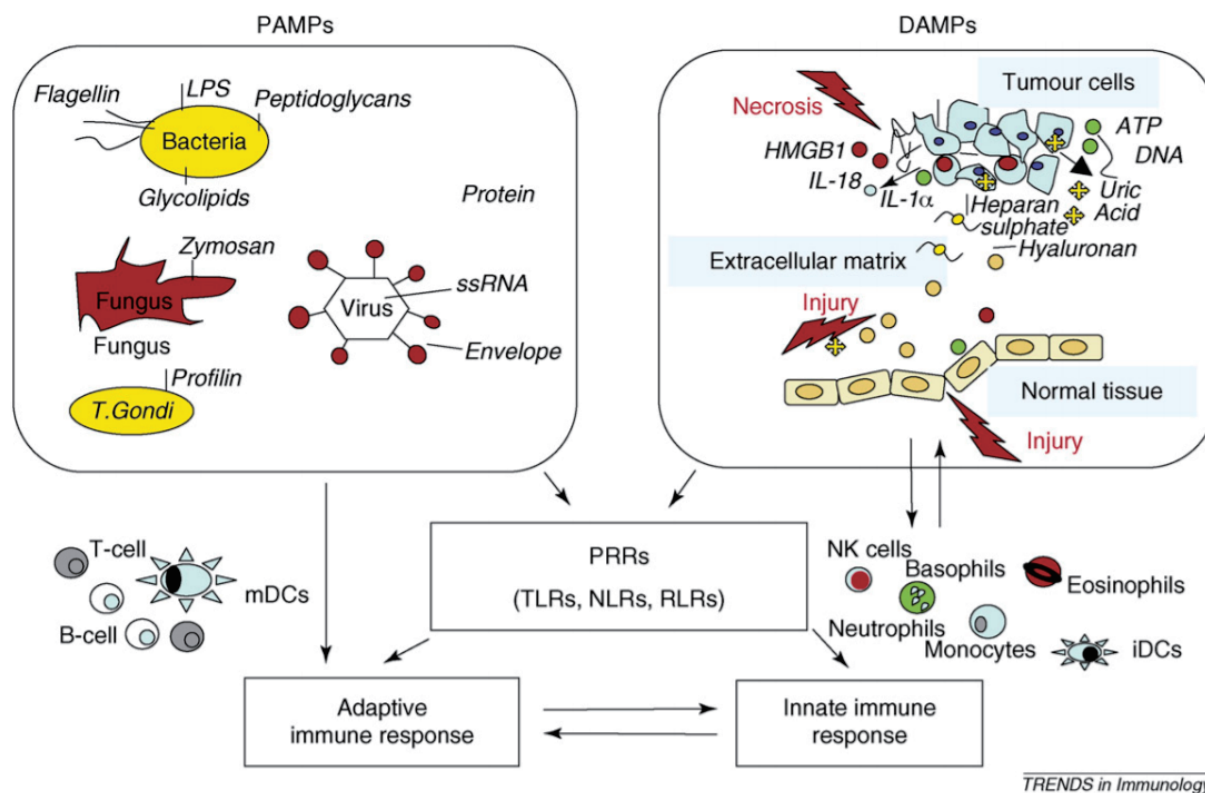 PAMPs
Flagellin
LPS
Peptidoglycans
Bacteria
Glycolipids
Protein
Zymosan
Fungus
Fungus
Virus
ssRNA
Envelope
Profilin
T.Gondi
DAMPs
Tumour cells
Necrosis
HMGB1
IL-18
IL-1α
ATP
DNA
Uric
Acid
Heparan
sulphate
Hyaluronan
Extracellular matrix
Injury
Normal tissue
Injury
T-cell
mDCs
B-cell
PRRs
(TLRs, NLRs, RLRs)
NK cells
Basophils
Eosinophils
Neutrophils
Monocytes
iDCs
Adaptive
immune response
Innate immune
response
TRENDS in Immunology